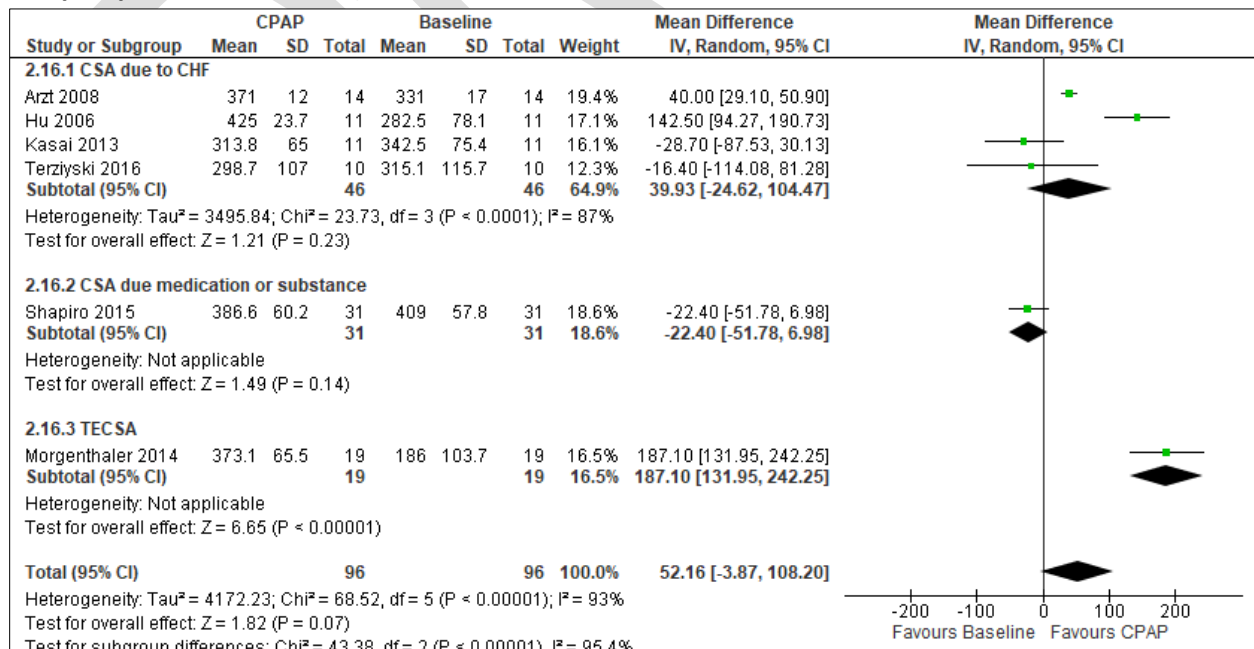 CPAP Baseline Mean Difference Mean Difference
Study or Subgroup Mean SD Total Mean SD Total Weight IV, Random, 95% CI IV, Random, 95% CI
2.16.1 CSA due to CHF
Arzt 2008 371 12 14 331 17 14 19.4% 40.00 [29.10, 50.90]
Hu 2006 425 23.7 11 282.5 78.1 11 17.1% 142.50 [94.27, 190.73]
Kasai 2013 313.8 65 11 342.5 75.4 11 16.1% -28.70 [-87.53, 30.13]
Terziyski 2016 298.7 107 10 315.1 115.7 10 12.3% -16.40 [-114.08, 81.28]
Subtotal (95% CI) 46 46 64.9% 39.93 [-24.62, 104.47]
Heterogeneity: Tau² = 3495.84; Chi² = 23.73, df = 3 (P < 0.0001); I² = 87%
Test for overall effect: Z = 1.21 (P = 0.23)
2.16.2 CSA due medication or substance
Shapiro 2015 386.6 60.2 31 409 57.8 31 18.6% -22.40 [-51.78, 6.98]
Subtotal (95% CI) 31 31 18.6% -22.40 [-51.78, 6.98]
Heterogeneity: Not applicable
Test for overall effect: Z = 1.49 (P = 0.14)
2.16.3 TECSA
Morgenthaler 2014 373.1 65.5 19 186 103.7 19 16.5% 187.10 [131.95, 242.25]
Subtotal (95% CI) 19 19 16.5% 187.10 [131.95, 242.25]
Heterogeneity: Not applicable
Test for overall effect: Z = 6.65 (P < 0.00001)
Total (95% CI) 96 96 100.0% 52.16 [-3.87, 108.20]
Heterogeneity: Tau² = 4172.23; Chi² = 68.52, df = 5 (P < 0.00001); I² = 93%
Test for overall effect: Z = 1.82 (P = 0.07)
Test for subgroup differences: Chi² = 43.38, df = 2 (P < 0.00001), I² = 95.4%
-200 -100 0 100 200
Favours Baseline Favours CPAP